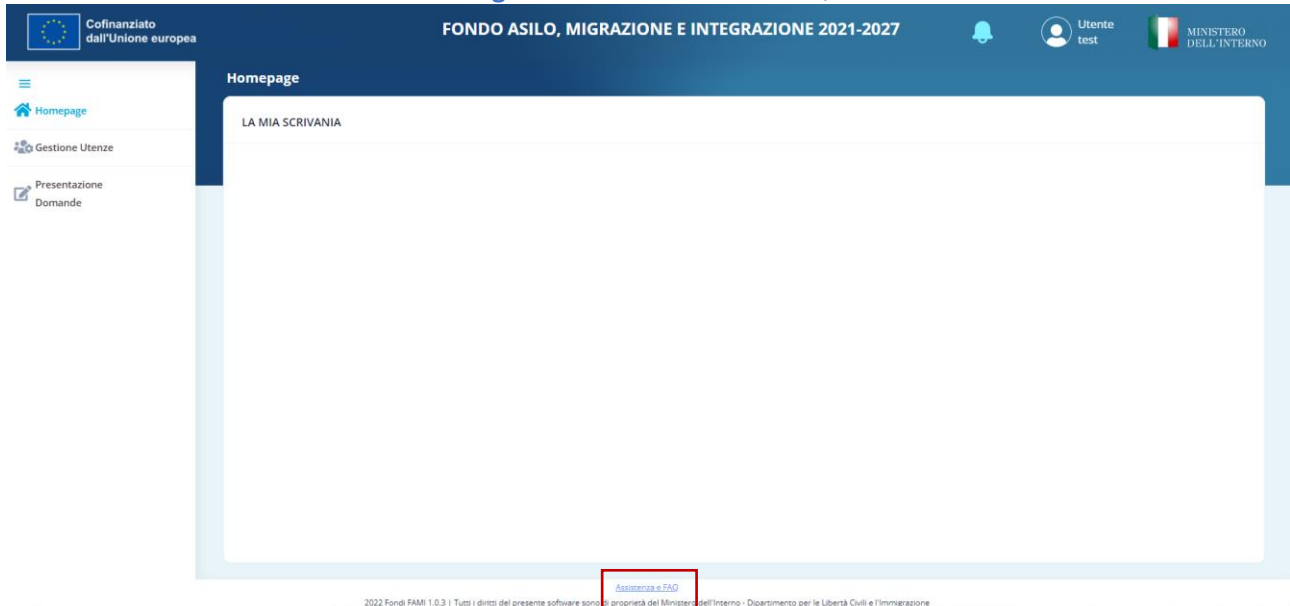 Cofinanziato
dall'Unione europea
FONDO ASILO, MIGRAZIONE E INTEGRAZIONE 2021-2027
Utente
test
MINISTERO
DELL'INTERNO
Homepage
Homepage
Gestione Utenze
Presentazione
Domande
LA MIA SCRIVANIA
Assistenza e FAQ
2022 Fondi FAMI 1.0.3 | Tutti i diritti del presente software sono di proprietà del Ministero dell'Interno - Dipartimento per le Libertà Civili e l'Immigrazione